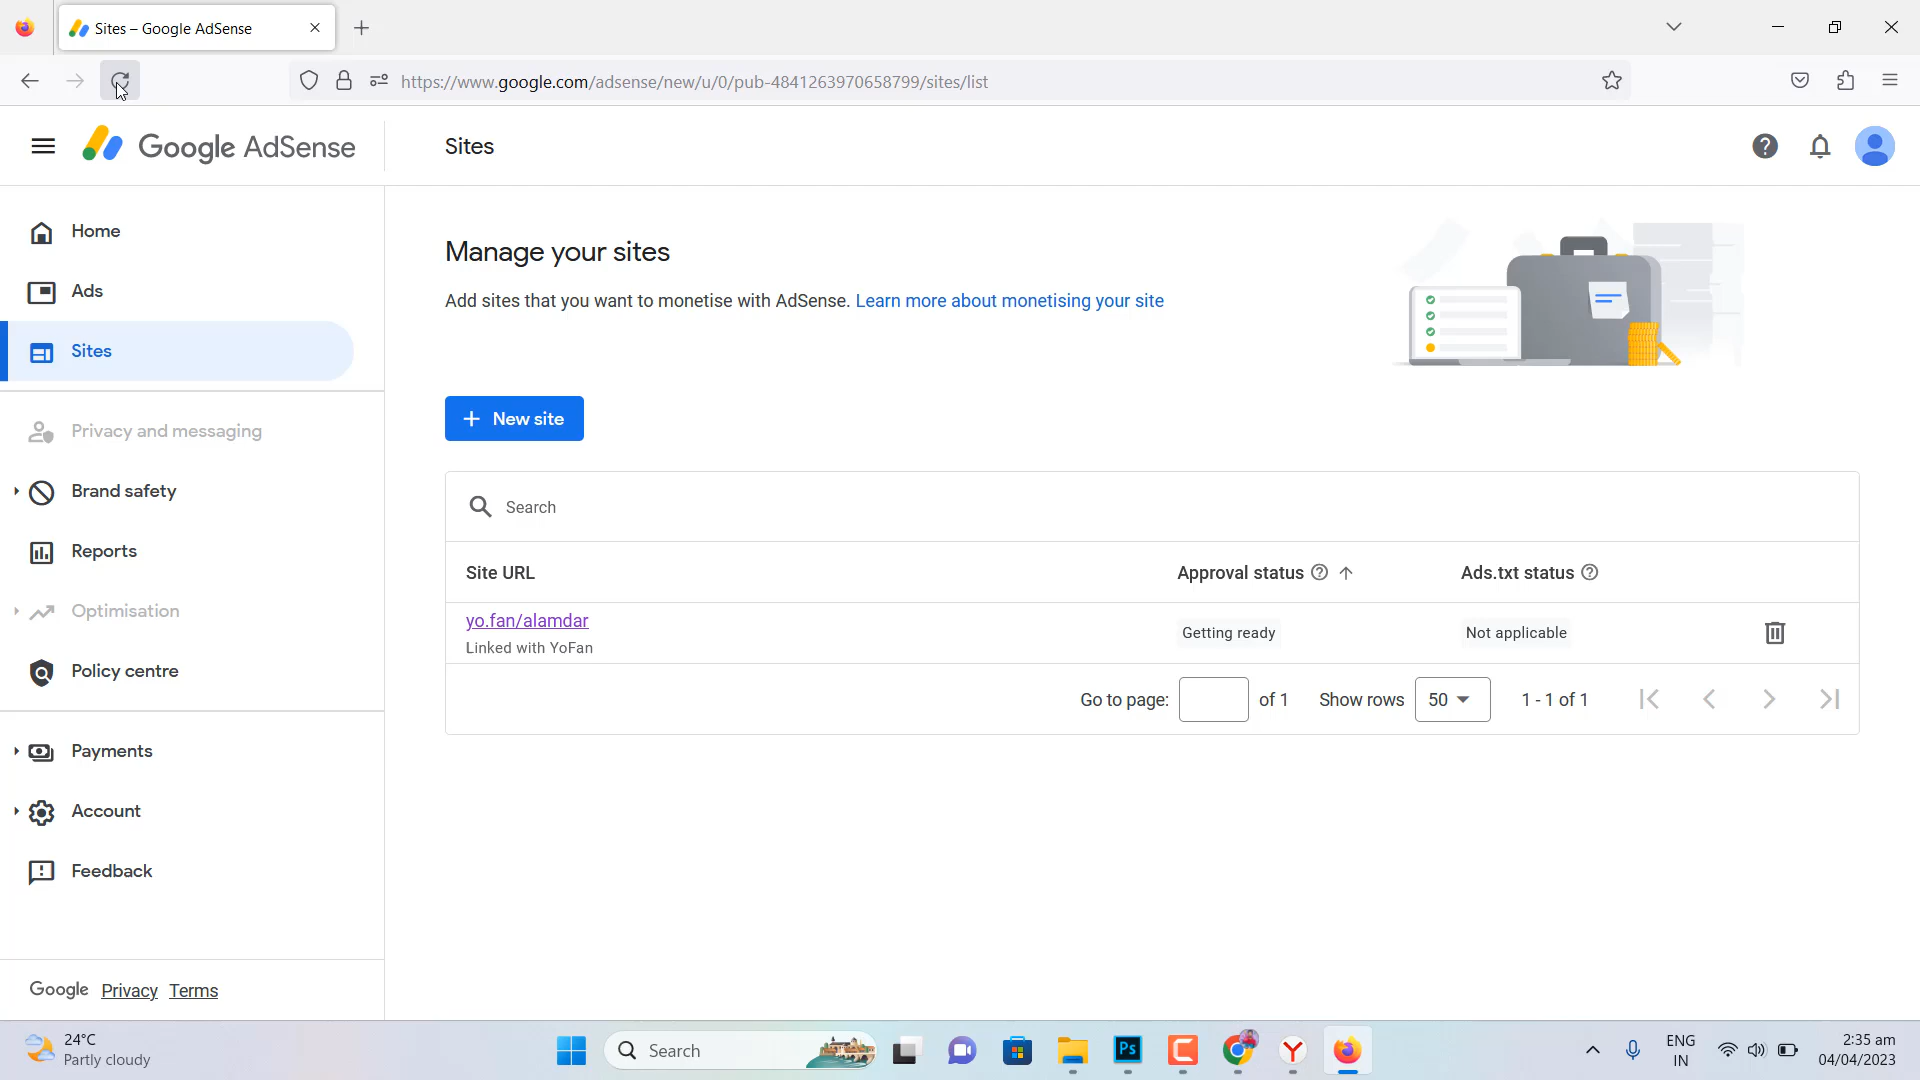 Sites – Google AdSense
https://www.google.com/adsense/new/u/0/pub-4841263970658799/sites/list
Google AdSense
Sites
Home
Ads
Sites
Privacy and messaging
Brand safety
Reports
Optimisation
Policy centre
Payments
Account
Feedback
Google Privacy Terms
Manage your sites
Add sites that you want to monetise with AdSense. Learn more about monetising your site
+ New site
Search
Site URL Approval status Ads.txt status
yo.fan/alamdar Getting ready Not applicable
Linked with YoFan
Go to page: of 1 Show rows 50 1 - 1 of 1
24°C
Partly cloudy
Search
Ps
ENG
IN
2:35 am
04/04/2023